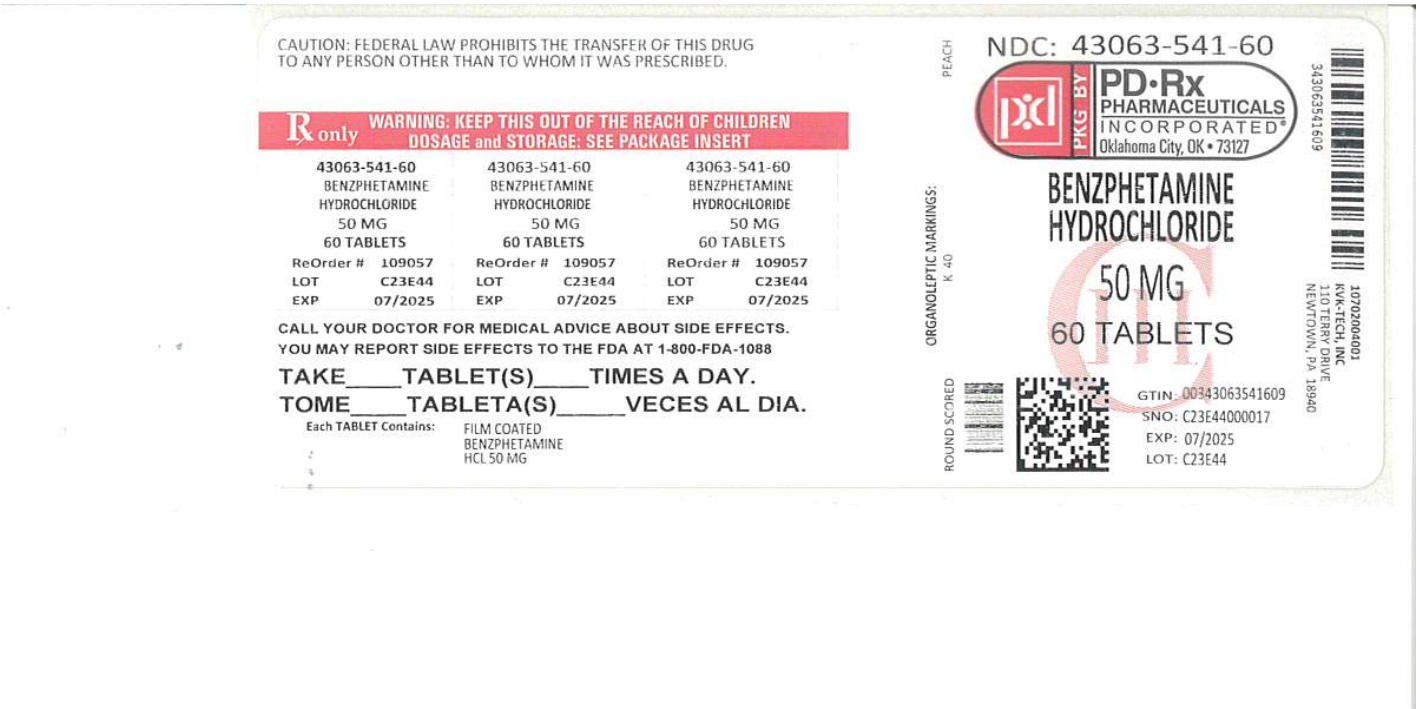 CAUTION: FEDERAL LAW PROHIBITS THE TRANSFER OF THIS DRUG
TO ANY PERSON OTHER THAN TO WHOM IT WAS PRESCRIBED.
Rx only
WARNING: KEEP THIS OUT OF THE REACH OF CHILDREN
DOSAGE and STORAGE: SEE PACKAGE INSERT
43063-541-60
BENZPHETAMINE
HYDROCHLORIDE
50 MG
60 TABLETS
ReOrder # 109057
LOT C23E44
EXP 07/2025
43063-541-60
BENZPHETAMINE
HYDROCHLORIDE
50 MG
60 TABLETS
ReOrder # 109057
LOT C23E44
EXP 07/2025
43063-541-60
BENZPHETAMINE
HYDROCHLORIDE
50 MG
60 TABLETS
ReOrder # 109057
LOT C23E44
EXP 07/2025
CALL YOUR DOCTOR FOR MEDICAL ADVICE ABOUT SIDE EFFECTS.
YOU MAY REPORT SIDE EFFECTS TO THE FDA AT 1-800-FDA-1088
TAKE____TABLET(S)____TIMES A DAY.
TOME____TABLETA(S)_____VECES AL DIA.
Each TABLET Contains:
FILM COATED
BENZPHETAMINE
HCL 50 MG
PEACH
ORGANOLEPTIC MARKINGS:
K 40
ROUND SCORED
NDC: 43063-541-60
PKG BY
PD•Rx
PHARMACEUTICALS
INCORPORATED®
Oklahoma City, OK • 73127
BENZPHETAMINE
HYDROCHLORIDE
50 MG
60 TABLETS
CIII
GTIN: 00343063541609
SNO: C23E44000017
EXP: 07/2025
LOT: C23E44
343063541609
10702004001
KVK-TECH, INC
110 TERRY DRIVE
NEWTOWN, PA 18940